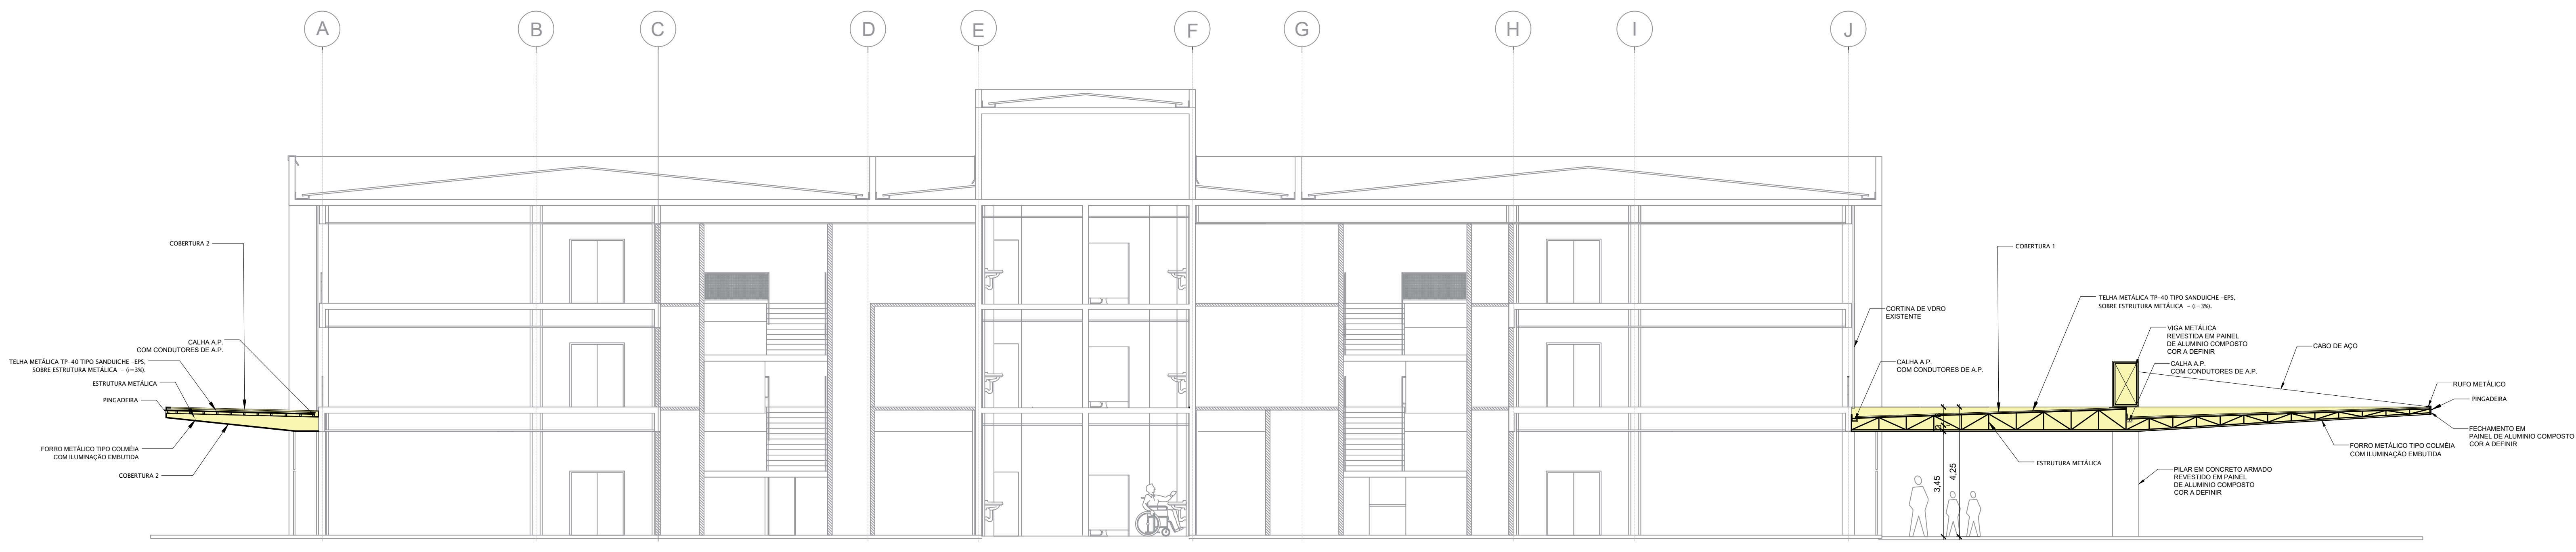 A
B
C
D
E
F
G
H
I
J
COBERTURA 2
CALHA A.P.
COM CONDUTORES DE A.P.
TELHA METÁLICA TP-40 TIPO SANDUICHE -EPS,
SOBRE ESTRUTURA METÁLICA - (i=3%).
ESTRUTURA METÁLICA
PINGADEIRA
FORRO METÁLICO TIPO COLMÉIA
COM ILUMINAÇÃO EMBUTIDA
COBERTURA 2
COBERTURA 1
TELHA METÁLICA TP-40 TIPO SANDUICHE -EPS,
SOBRE ESTRUTURA METÁLICA - (i=3%).
CORTINA DE VDRO
EXISTENTE
VIGA METÁLICA
REVESTIDA EM PAINEL
DE ALUMINIO COMPOSTO
COR A DEFINIR
CABO DE AÇO
CALHA A.P.
COM CONDUTORES DE A.P.
CALHA A.P.
COM CONDUTORES DE A.P.
RUFO METÁLICO
PINGADEIRA
FECHAMENTO EM
PAINEL DE ALUMINIO COMPOSTO
COR A DEFINIR
FORRO METÁLICO TIPO COLMÉIA
COM ILUMINAÇÃO EMBUTIDA
ESTRUTURA METÁLICA
PILAR EM CONCRETO ARMADO
REVESTIDO EM PAINEL
DE ALUMINIO COMPOSTO
COR A DEFINIR
3,45
4,25